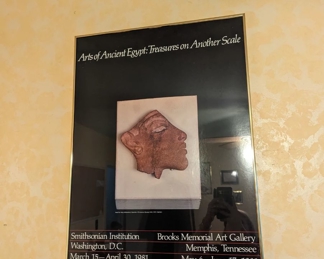 Arts of Ancient Egypt: Treasures on Another Scale
Smithsonian Institution
Washington, D.C.
March 15—April 30, 1981
Brooks Memorial Art Gallery
Memphis, Tennessee